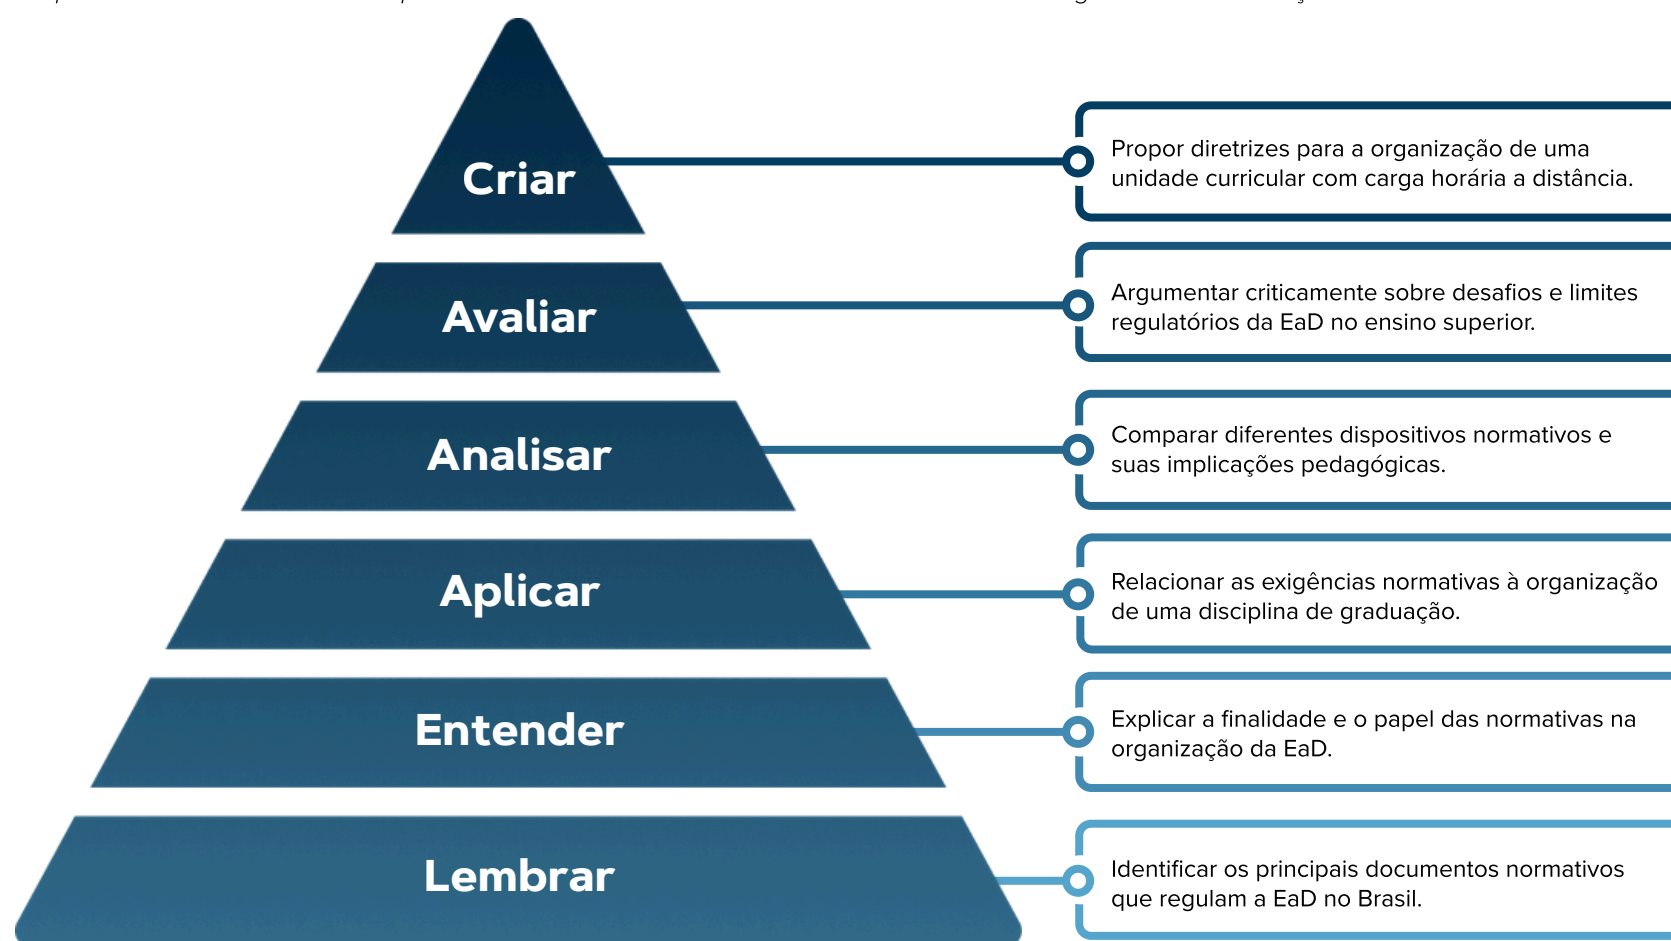 Criar
Propor diretrizes para a organização de uma
unidade curricular com carga horária a distância.
Avaliar
Argumentar criticamente sobre desafios e limites
regulatórios da EaD no ensino superior.
Analisar
Comparar diferentes dispositivos normativos e
suas implicações pedagógicas.
Aplicar
Relacionar as exigências normativas à organização
de uma disciplina de graduação.
Entender
Explicar a finalidade e o papel das normativas na
organização da EaD.
Lembrar
Identificar os principais documentos normativos
que regulam a EaD no Brasil.